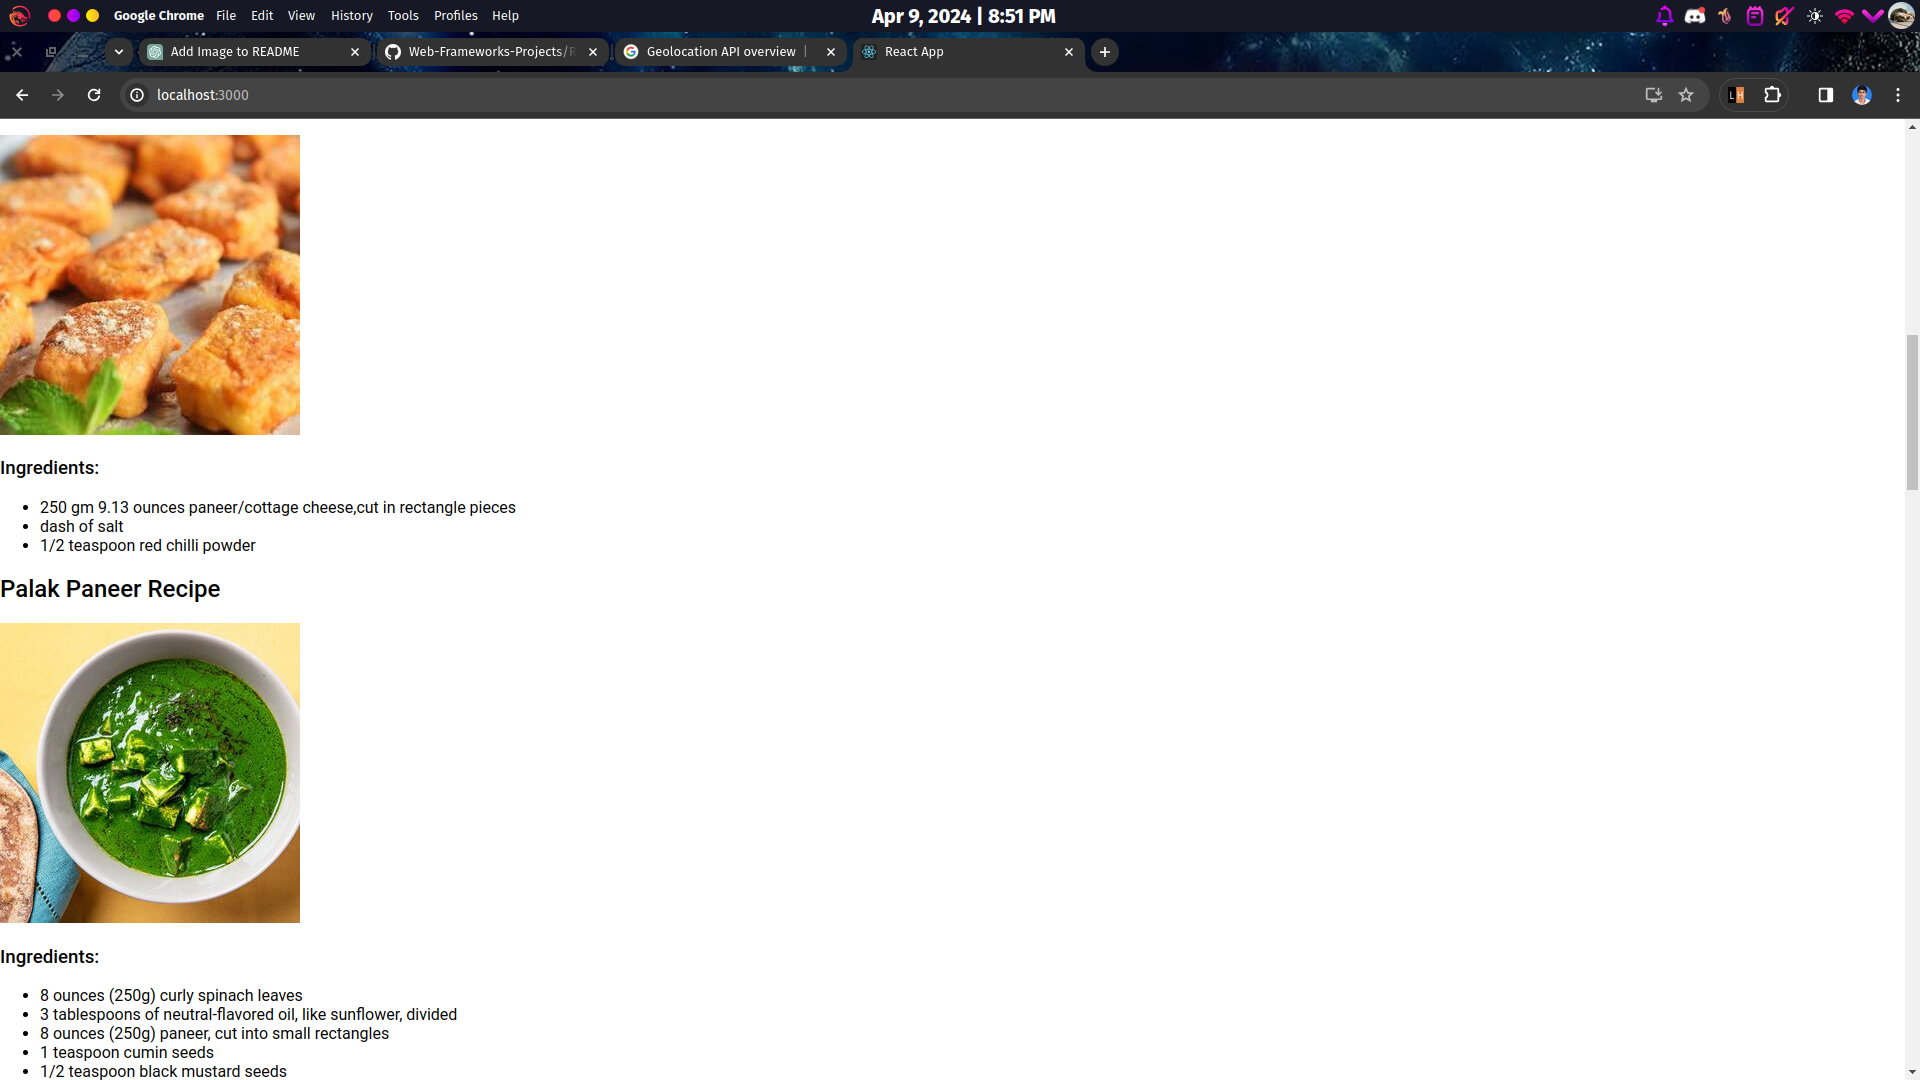 Google Chrome File Edit View History Tools Profiles Help Apr 9, 2024 | 8:51 PM
Add Image to README Web-Frameworks-Projects/ Geolocation API overview | React App
localhost:3000
L H
Ingredients:
250 gm 9.13 ounces paneer/cottage cheese,cut in rectangle pieces
dash of salt
1/2 teaspoon red chilli powder
Palak Paneer Recipe
Ingredients:
8 ounces (250g) curly spinach leaves
3 tablespoons of neutral-flavored oil, like sunflower, divided
8 ounces (250g) paneer, cut into small rectangles
1 teaspoon cumin seeds
1/2 teaspoon black mustard seeds